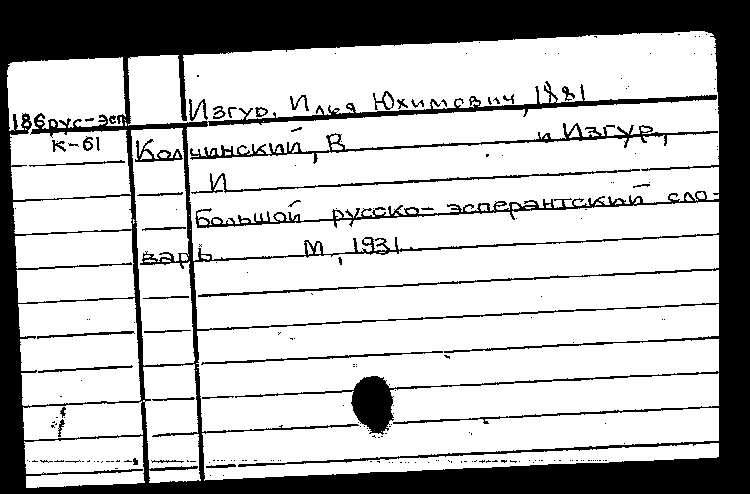 Изгур, Илья Юхимович, 1881
186рус-эсп
К-61
Колчинский, В и Изгур,
И
Большой русско-эсперантский сло-
варь М, 1931